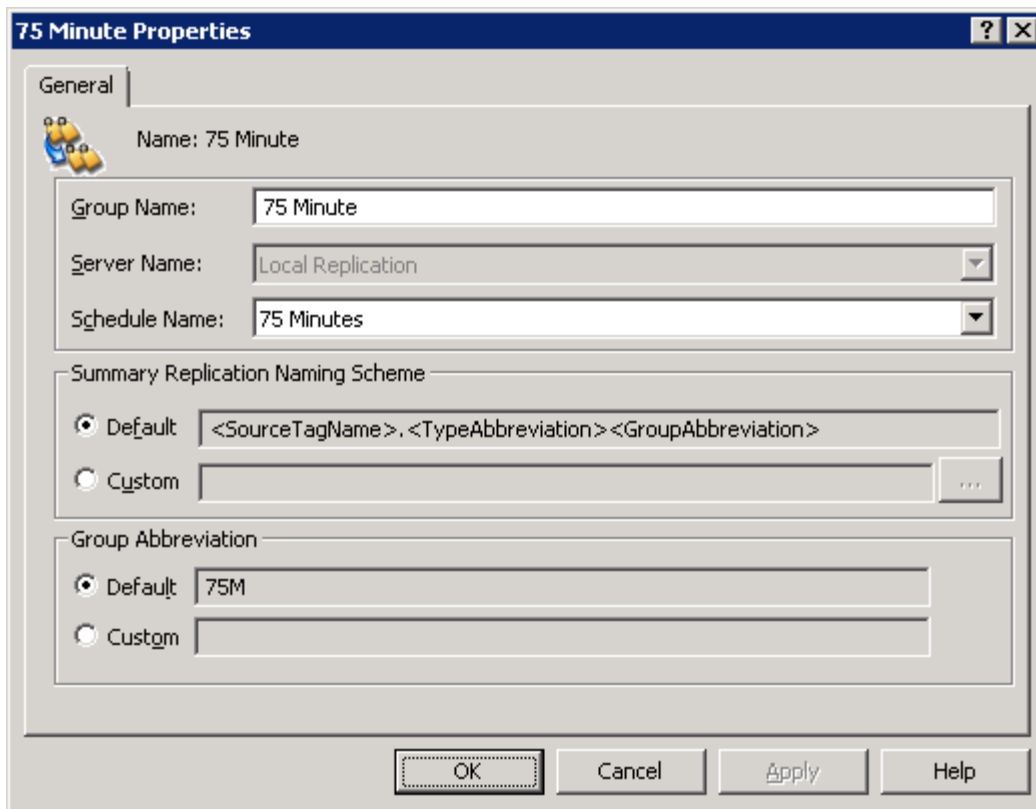 75 Minute Properties
General
Name: 75 Minute
Group Name: 75 Minute
Server Name: Local Replication
Schedule Name: 75 Minutes
Summary Replication Naming Scheme
Default <SourceTagName>.<TypeAbbreviation><GroupAbbreviation>
Custom ...
Group Abbreviation
Default 75M
Custom
OK Cancel Apply Help